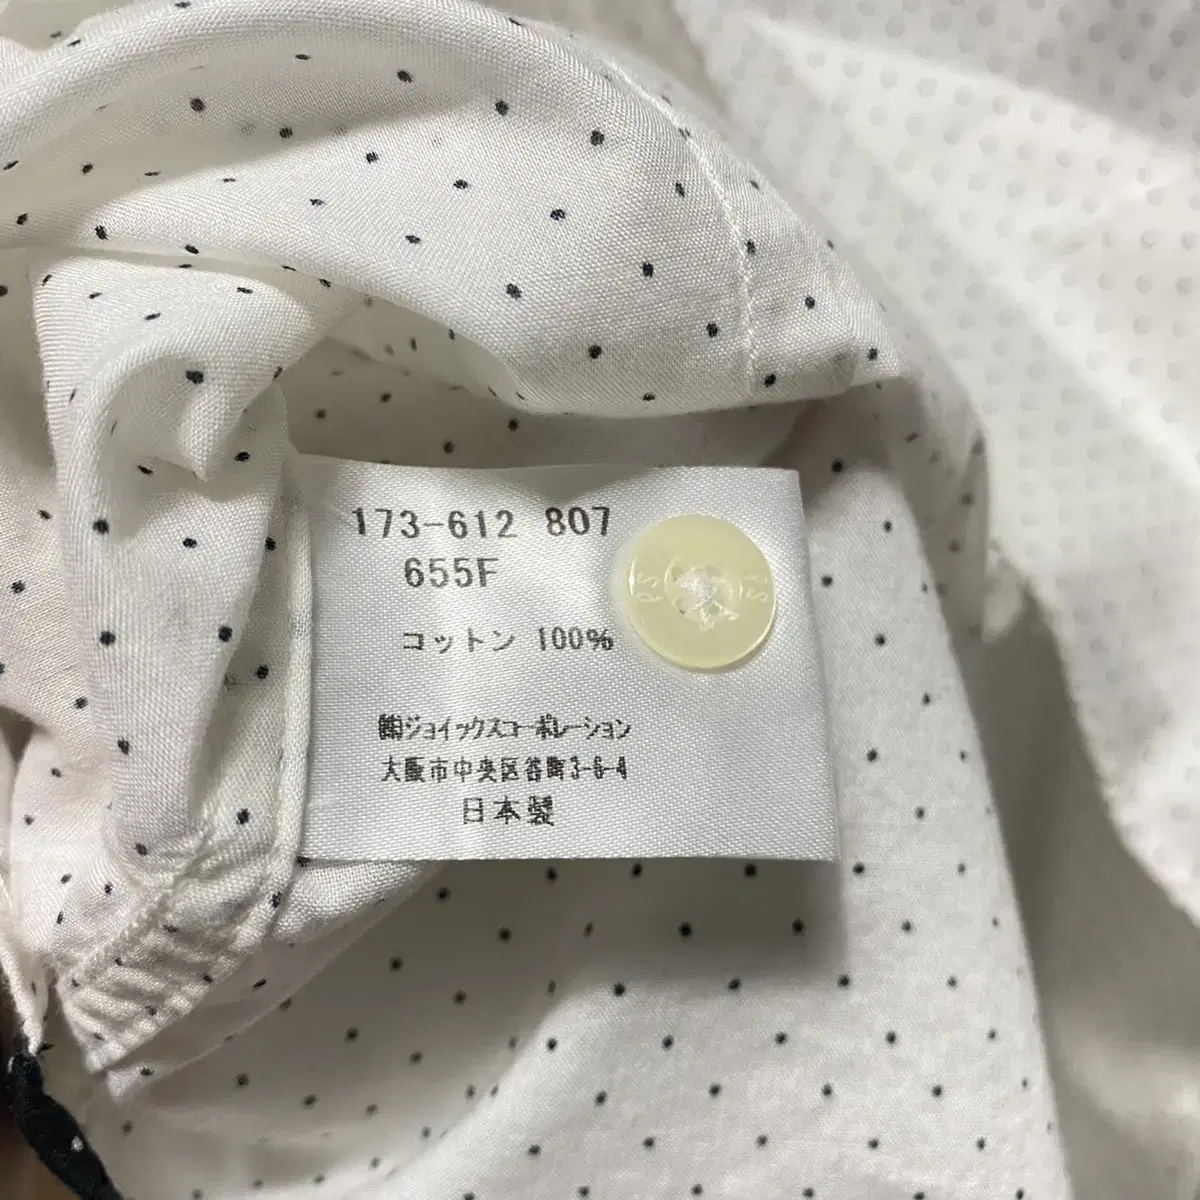 173-612 807
655F
コットン 100%
㈱ジョイックスコーポレーション
大阪市中央区谷町3-6-4
日本製
PS
PS